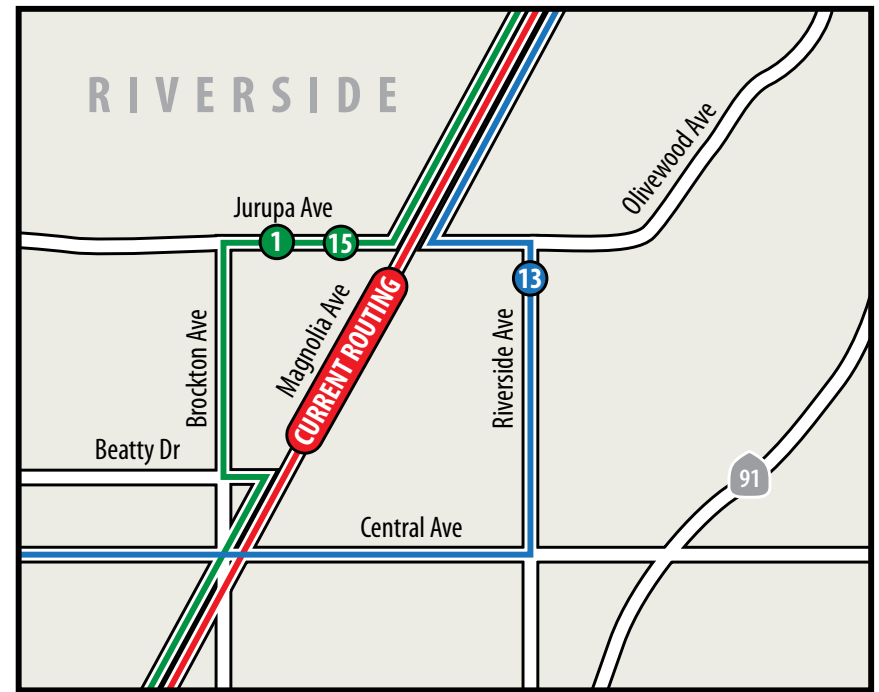 RIVERSIDE
Olivewood Ave
Jurupa Ave
1
15
13
Magnolia Ave
CURRENT ROUTING
Brockton Ave
Riverside Ave
Beatty Dr
91
Central Ave